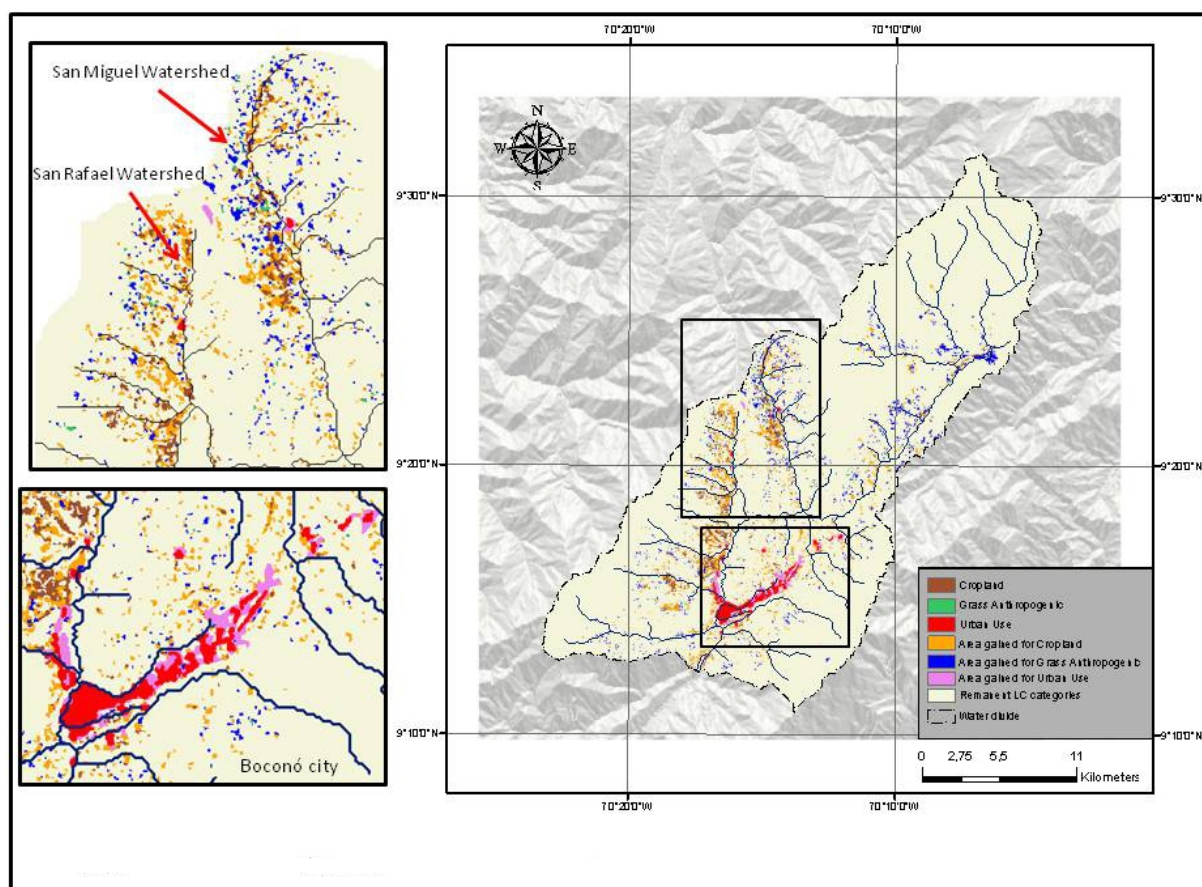 San Miguel Watershed
San Rafael Watershed
Boconó city
70°20'0"W
70°10'0"W
N
W
E
S
9°30'0"N
9°30'0"N
9°20'0"N
9°20'0"N
9°10'0"N
9°10'0"N
Cropland
Grass Anthropogenic
Urban Use
Area gained for Cropland
Area gained for Grass Anthropogenic
Area gained for Urban Use
Remanent LC categories
Water divide
0 2,75 5,5 11
Kilometers
70°20'0"W
70°10'0"W